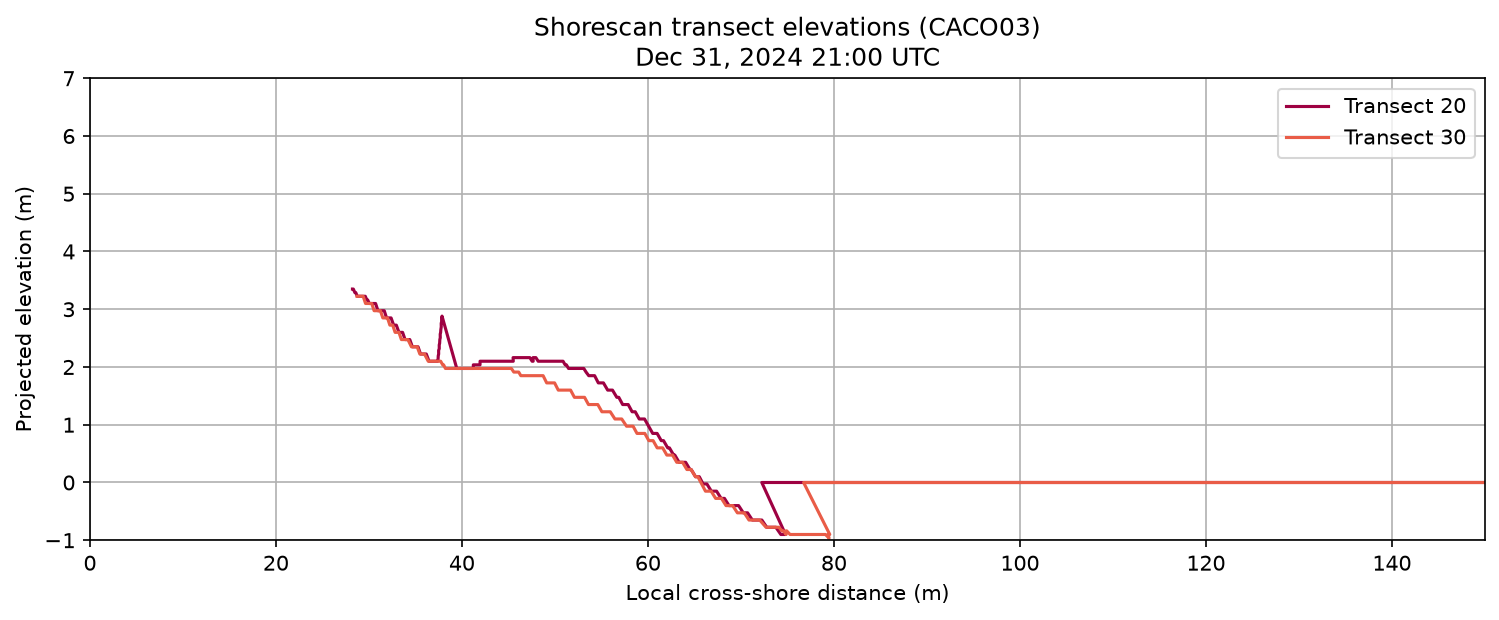 Shorescan transect elevations (CACO03)
Dec 31, 2024 21:00 UTC
7
6
5
4
3
2
1
0
−1
Projected elevation (m)
Transect 20
Transect 30
0 20 40 60 80 100 120 140
Local cross-shore distance (m)